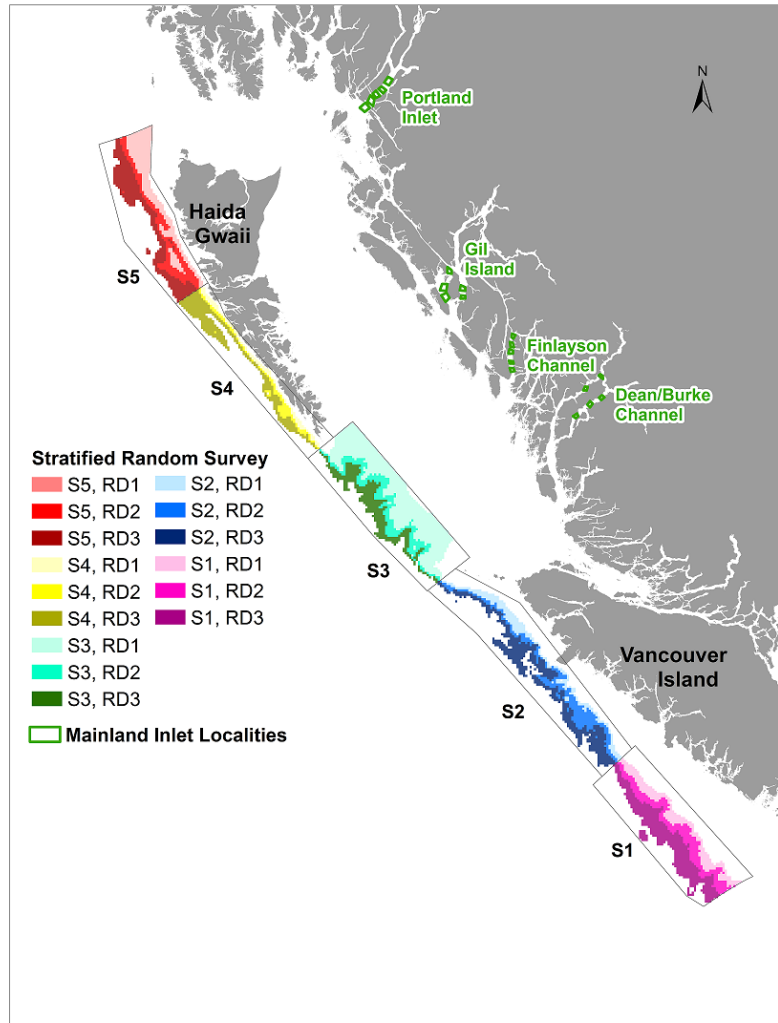 N
Portland
Inlet
Haida
Gwaii
Gil
Island
S5
Finlayson
Channel
S4
Dean/Burke
Channel
Stratified Random Survey
S5, RD1
S2, RD1
S5, RD2
S2, RD2
S5, RD3
S2, RD3
S4, RD1
S1, RD1
S4, RD2
S1, RD2
S4, RD3
S1, RD3
S3, RD1
S3, RD2
S3, RD3
Mainland Inlet Localities
S3
Vancouver
Island
S2
S1